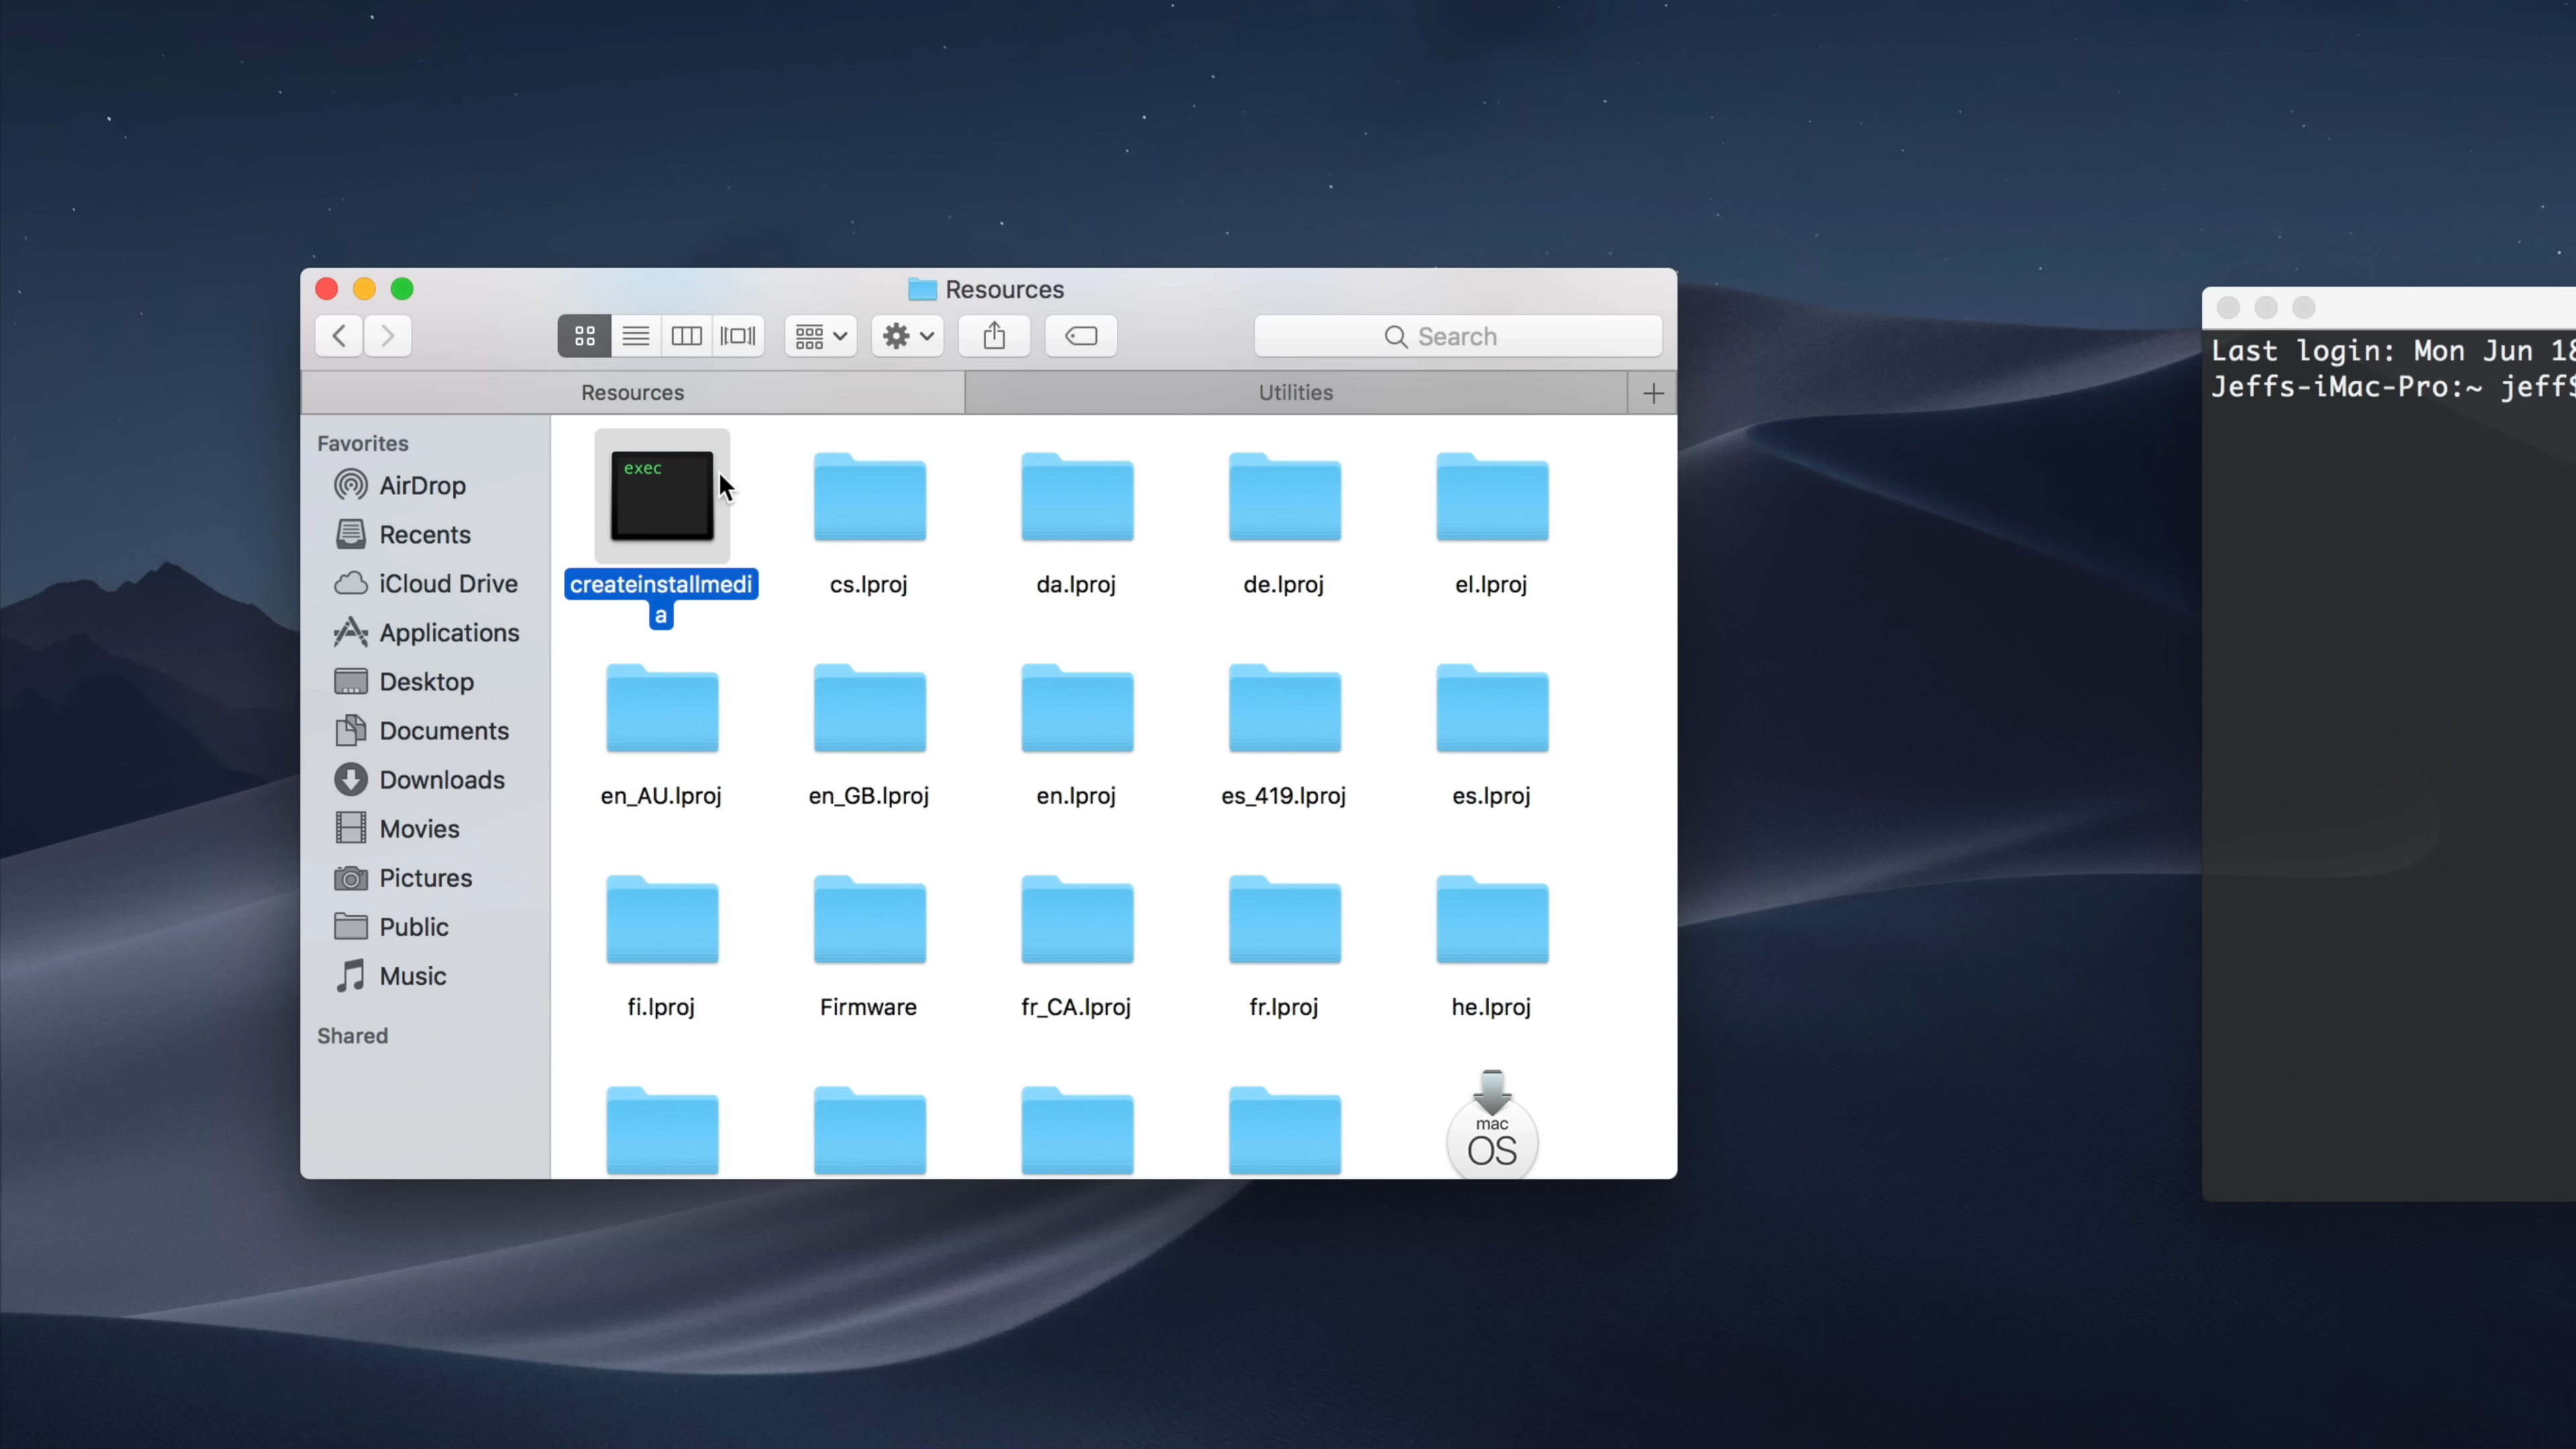 Resources
Search
Resources
Utilities
Favorites
AirDrop
Recents
iCloud Drive
Applications
Desktop
Documents
Downloads
Movies
Pictures
Public
Music
Shared
exec
createinstallmedi
a
cs.lproj
da.lproj
de.lproj
el.lproj
en_AU.lproj
en_GB.lproj
en.lproj
es_419.lproj
es.lproj
fi.lproj
Firmware
fr_CA.lproj
fr.lproj
he.lproj
mac
OS
Last login: Mon Jun 18
Jeffs-iMac-Pro:~ jeff$